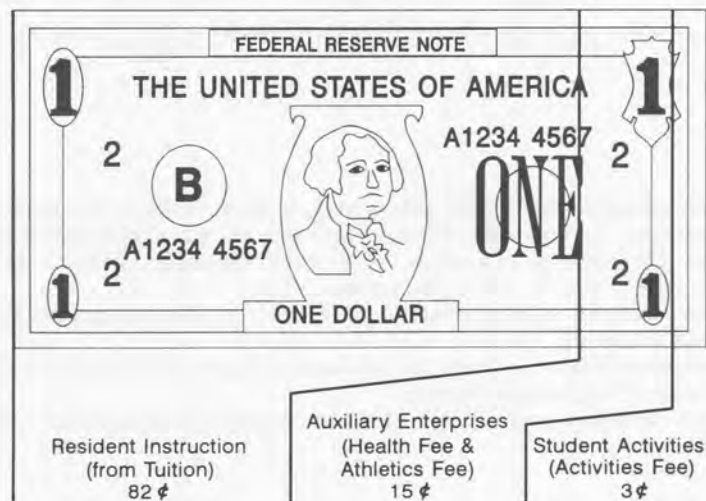 FEDERAL RESERVE NOTE
1
1
THE UNITED STATES OF AMERICA
A1234 4567
2
2
B
ONE
A1234 4567
2
2
1
1
ONE DOLLAR
Resident Instruction
(from Tuition)
82 ¢
Auxiliary Enterprises
(Health Fee &
Athletics Fee)
15 ¢
Student Activities
(Activities Fee)
3 ¢